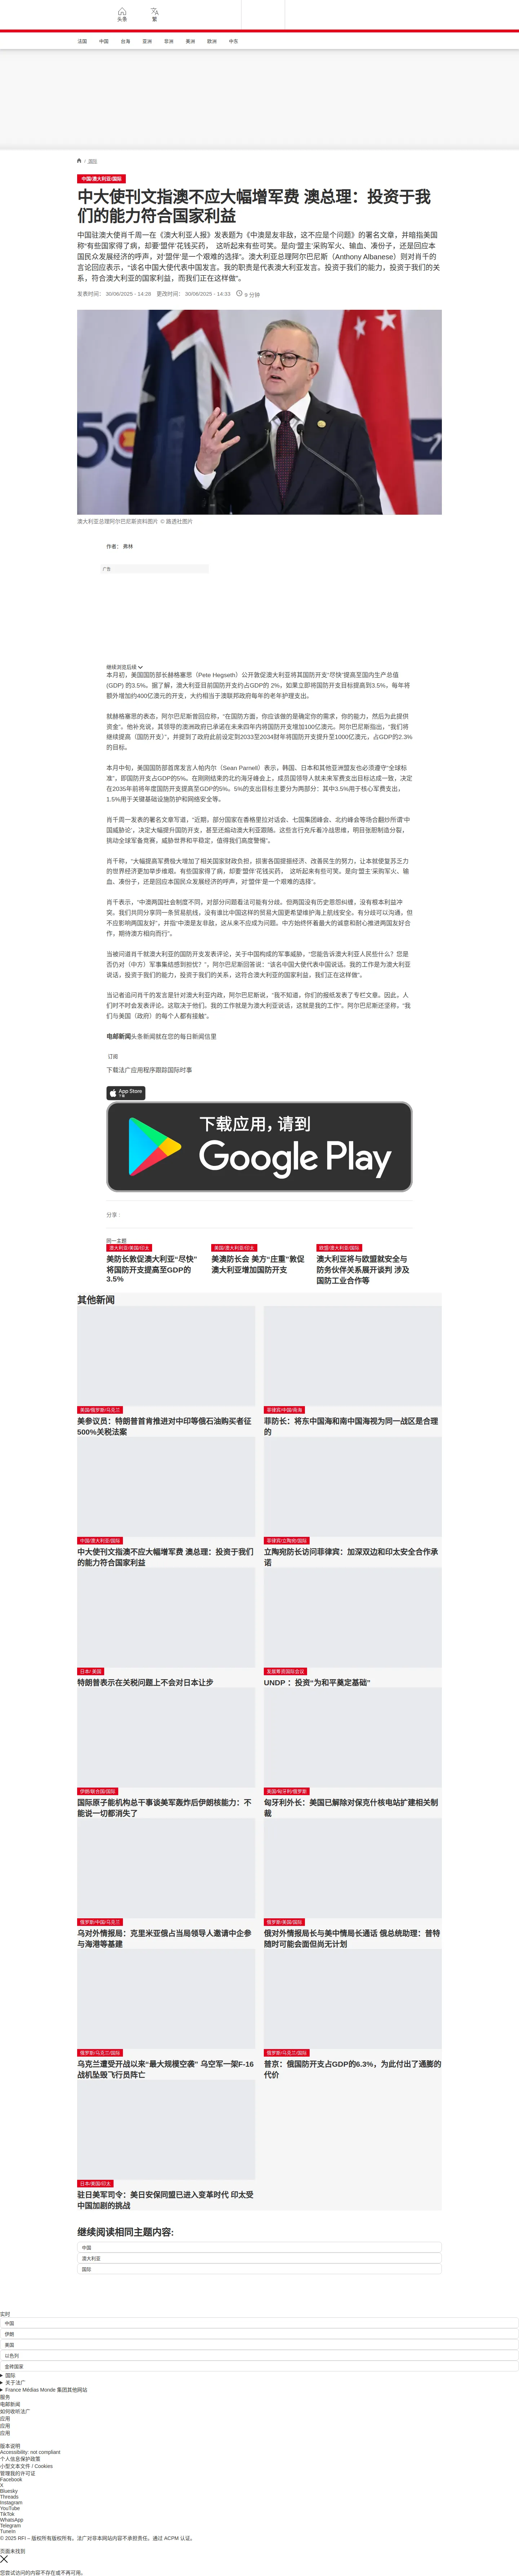 头条
繁
法国
中国
台海
亚洲
非洲
美洲
欧洲
中东
/ 国际
中国/澳大利亚/国际
中大使刊文指澳不应大幅增军费 澳总理：投资于我
们的能力符合国家利益
中国驻澳大使肖千周一在《澳大利亚人报》发表题为《中澳是友非敌，这不应是个问题》的署名文章，并暗指美国
称“有些国家得了病，却要‘盟伴’花钱买药， 这听起来有些可笑。是向‘盟主’采购军火、输血、凑份子，还是回应本
国民众发展经济的呼声，对‘盟伴’是一个艰难的选择”。澳大利亚总理阿尔巴尼斯（Anthony Albanese）则对肖千的
言论回应表示，“该名中国大使代表中国发言。我的职责是代表澳大利亚发言。投资于我们的能力，投资于我们的关
系，符合澳大利亚的国家利益，而我们正在这样做”。
发表时间： 30/06/2025 - 14:28 更改时间： 30/06/2025 - 14:33 9 分钟
澳大利亚总理阿尔巴尼斯资料图片 © 路透社图片
作者： 弗林
广告
继续浏览后续
本月初，美国国防部长赫格塞思（Pete Hegseth）公开敦促澳大利亚将其国防开支“尽快”提高至国内生产总值
(GDP) 的3.5%。据了解，澳大利亚目前国防开支约占GDP的 2%，如果立即将国防开支目标提高到3.5%，每年将
额外增加约400亿澳元的开支，大约相当于澳联邦政府每年的老年护理支出。
就赫格塞思的表态，阿尔巴尼斯曾回应称，“在国防方面，你应该做的是确定你的需求，你的能力，然后为此提供
资金”。他补充说，其领导的澳洲政府已承诺在未来四年内将国防开支增加100亿澳元。阿尔巴尼斯指出，“我们将
继续提高（国防开支）”，并提到了政府此前设定到2033至2034财年将国防开支提升至1000亿澳元，占GDP的2.3%
的目标。
本月中旬，美国国防部首席发言人帕内尔（Sean Parnell）表示，韩国、日本和其他亚洲盟友也必须遵守“全球标
准”，即国防开支占GDP的5%。在刚刚结束的北约海牙峰会上，成员国领导人就未来军费支出目标达成一致，决定
在2035年前将年度国防开支提高至GDP的5%。5%的支出目标主要分为两部分：其中3.5%用于核心军费支出，
1.5%用于关键基础设施防护和网络安全等。
肖千周一发表的署名文章写道，“近期，部分国家在香格里拉对话会、七国集团峰会、北约峰会等场合翻炒所谓‘中
国威胁论’，决定大幅提升国防开支，甚至还煽动澳大利亚跟随。这些言行充斥着冷战思维，明目张胆制造分裂，
挑动全球军备竞赛，威胁世界和平稳定，值得我们高度警惕”。
肖千称，“大幅提高军费极大增加了相关国家财政负担，损害各国提振经济、改善民生的努力，让本就使复苏乏力
的世界经济更加举步维艰。有些国家得了病，却要‘盟伴’花钱买药， 这听起来有些可笑。是向‘盟主’采购军火、输
血、凑份子，还是回应本国民众发展经济的呼声，对‘盟伴’是一个艰难的选择”。
肖千表示，“中澳两国社会制度不同，对部分问题看法可能有分歧。但两国没有历史恩怨纠缠，没有根本利益冲
突。我们共同分享同一条贸易航线，没有谁比中国这样的贸易大国更希望维护海上航线安全。有分歧可以沟通，但
不应影响两国友好”，并指“中澳是友非敌，这从来不应成为问题。中方始终怀着最大的诚意和耐心推进两国友好合
作，期待澳方相向而行”。
当被问道肖千就澳大利亚的国防开支发表评论，关于中国构成的军事威胁，“您能告诉澳大利亚人民些什么？您是
否仍对（中方）军事集结感到担忧？”，阿尔巴尼斯回答说：“该名中国大使代表中国说话。我的工作是为澳大利亚
说话，投资于我们的能力，投资于我们的关系，这符合澳大利亚的国家利益。我们正在这样做”。
当记者追问肖千的发言是针对澳大利亚内政，阿尔巴尼斯说，“我不知道，你们的报纸发表了专栏文章。因此，人
们时不时会发表评论。这取决于他们。我的工作就是为澳大利亚说话，这就是我的工作”。阿尔巴尼斯还坚称，“我
们与美国（政府）的每个人都有接触”。
电邮新闻头条新闻就在您的每日新闻信里
订阅
下载法广应用程序跟踪国际时事
App Store
下载
下载应用，请到
Google Play
分享 :
同一主题
澳大利亚/美国/印太
美防长敦促澳大利亚“尽快”
将国防开支提高至GDP的
3.5%
美国/澳大利亚/印太
美澳防长会 美方“庄重”敦促
澳大利亚增加国防开支
欧盟/澳大利亚/国际
澳大利亚将与欧盟就安全与
防务伙伴关系展开谈判 涉及
国防工业合作等
其他新闻
美国/俄罗斯/乌克兰
美参议员：特朗普首肯推进对中印等俄石油购买者征
500%关税法案
菲律宾/中国/南海
菲防长：将东中国海和南中国海视为同一战区是合理
的
中国/澳大利亚/国际
中大使刊文指澳不应大幅增军费 澳总理：投资于我们
的能力符合国家利益
菲律宾/立陶宛/国际
立陶宛防长访问菲律宾：加深双边和印太安全合作承
诺
日本/ 美国
特朗普表示在关税问题上不会对日本让步
发展筹资国际会议
UNDP ：投资“为和平奠定基础”
伊朗/联合国/国际
国际原子能机构总干事谈美军轰炸后伊朗核能力：不
能说一切都消失了
美国/匈牙利/俄罗斯
匈牙利外长：美国已解除对保克什核电站扩建相关制
裁
俄罗斯/中国/乌克兰
乌对外情报局：克里米亚俄占当局领导人邀请中企参
与海港等基建
俄罗斯/美国/国际
俄对外情报局长与美中情局长通话 俄总统助理：普特
随时可能会面但尚无计划
俄罗斯/乌克兰/国际
乌克兰遭受开战以来“最大规模空袭” 乌空军一架F-16
战机坠毁飞行员阵亡
俄罗斯/乌克兰/国际
普京：俄国防开支占GDP的6.3%，为此付出了通膨的
代价
日本/美国/印太
驻日美军司令：美日安保同盟已进入变革时代 印太受
中国加剧的挑战
继续阅读相同主题内容:
中国
澳大利亚
国际
实时
中国
伊朗
美国
以色列
金砖国家
国际
关于法广
France Médias Monde 集团其他网站
服务
电邮新闻
如何收听法广
应用
应用
应用
版本说明
Accessibility: not compliant
个人信息保护政策
小型文本文件 / Cookies
管理我的许可证
Facebook
X
Bluesky
Threads
Instagram
YouTube
TikTok
WhatsApp
Telegram
TuneIn
© 2025 RFI – 版权所有版权所有。法广对非本网站内容不承担责任。通过 ACPM 认证。
页面未找到
您尝试访问的内容不存在或不再可用。